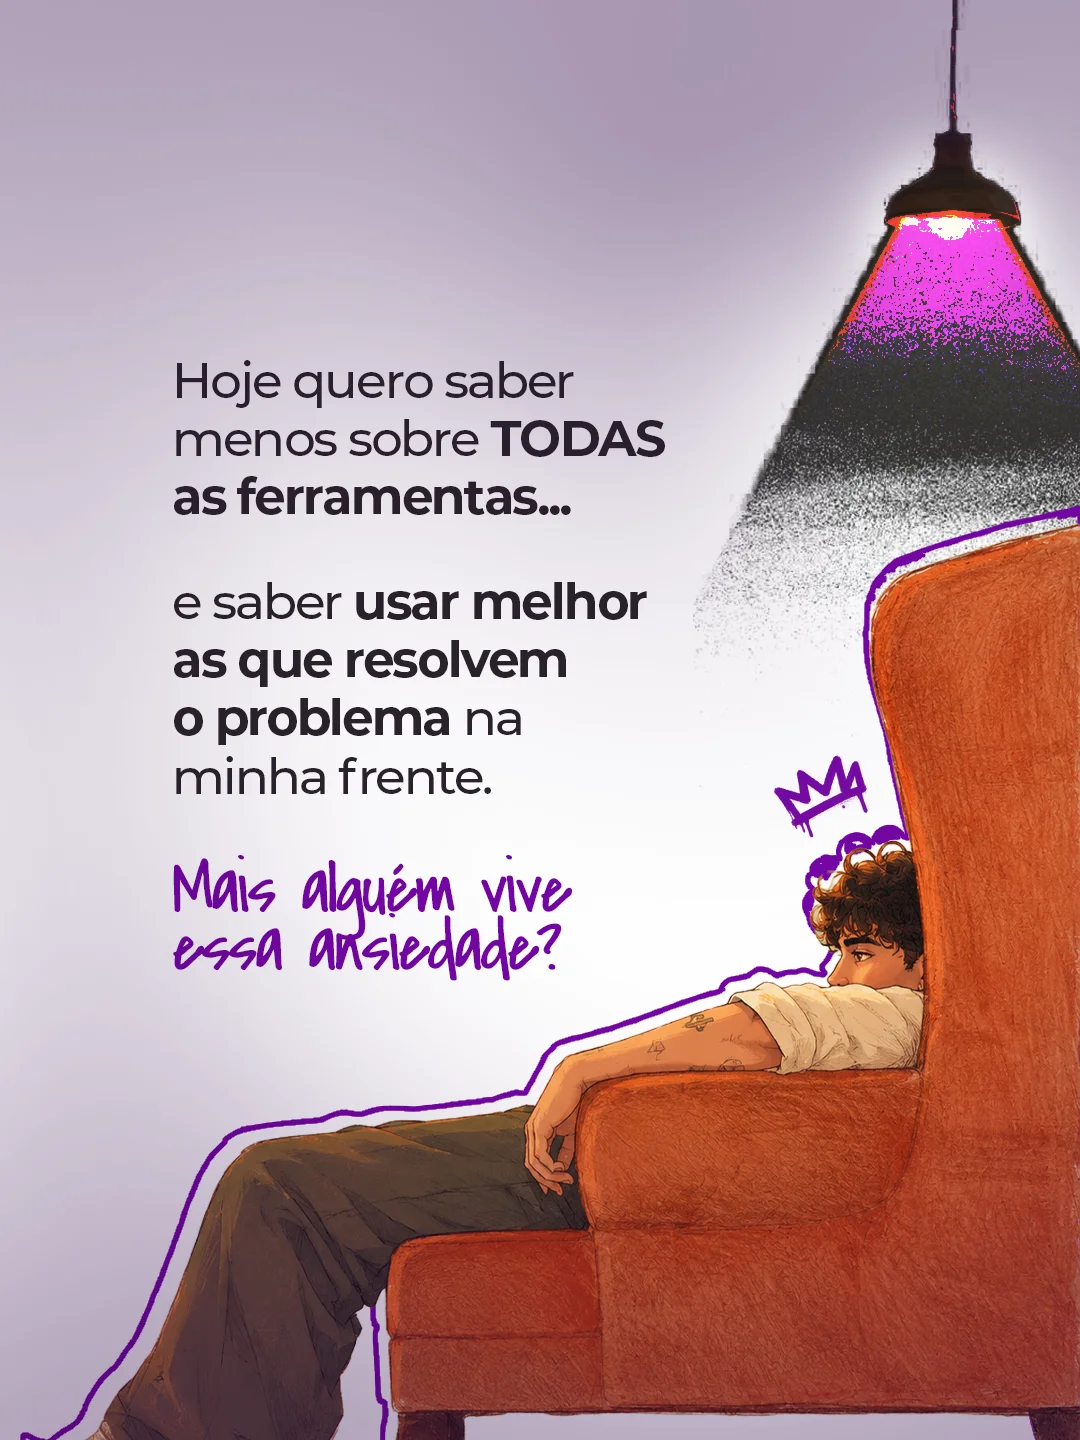 Hoje quero saber
menos sobre TODAS
as ferramentas...
e saber usar melhor
as que resolvem
o problema na
minha frente.
Mais alguém vive
essa ansiedade?